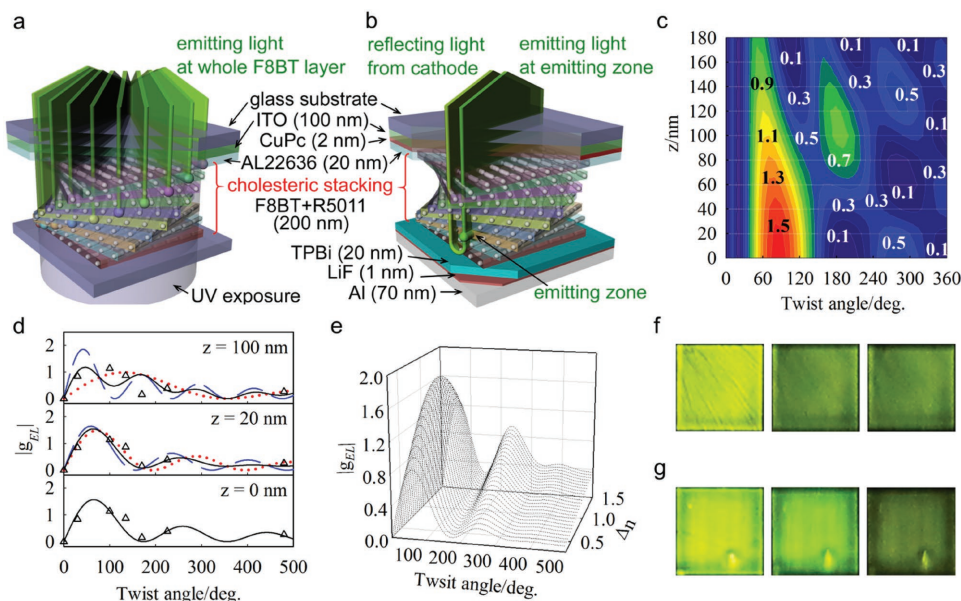 a
emitting light
at whole F8BT layer
b
reflecting light
from cathode
emitting light
at emitting zone
glass substrate
ITO (100 nm)
CuPc (2 nm)
AL22636 (20 nm)
cholesteric stacking
F8BT+R5011
(200 nm)
TPBi (20 nm)
LiF (1 nm)
Al (70 nm)
UV exposure
emitting zone
c
z/nm
180
160
140
120
100
80
60
40
20
0
0.1
0.1
0.3
0.9
0.3
0.5
1.1
0.5
0.7
1.3
0.3
0.1
0.3
0.3
1.5
0.1
0.5
0.1
60 120 180 240 300 360
Twist angle/deg.
d
|gEL|
2
1
0
z = 100 nm
2
1
0
z = 20 nm
2
1
0
z = 0 nm
0 100 200 300 400 500
Twist angle/deg.
e
|gEL|
2.0
1.6
1.2
0.8
0.4
0.0
100 200 300 400 500
Twsit angle/deg.
0.5
1.0
1.5
Δn
f
g